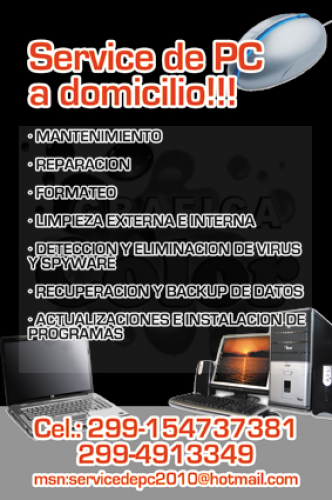 Service de PC
a domicilio!!!
· MANTENIMIENTO
· REPARACION
· FORMATEO
· LIMPIEZA EXTERNA E INTERNA
· DETECCION Y ELIMINACION DE VIRUS
Y SPYWARE
· RECUPERACION Y BACKUP DE DATOS
· ACTUALIZACIONES E INSTALACION DE
PROGRAMAS
Cel.: 299-154737381
299-4913349
msn:servicedepc2010@hotmail.com